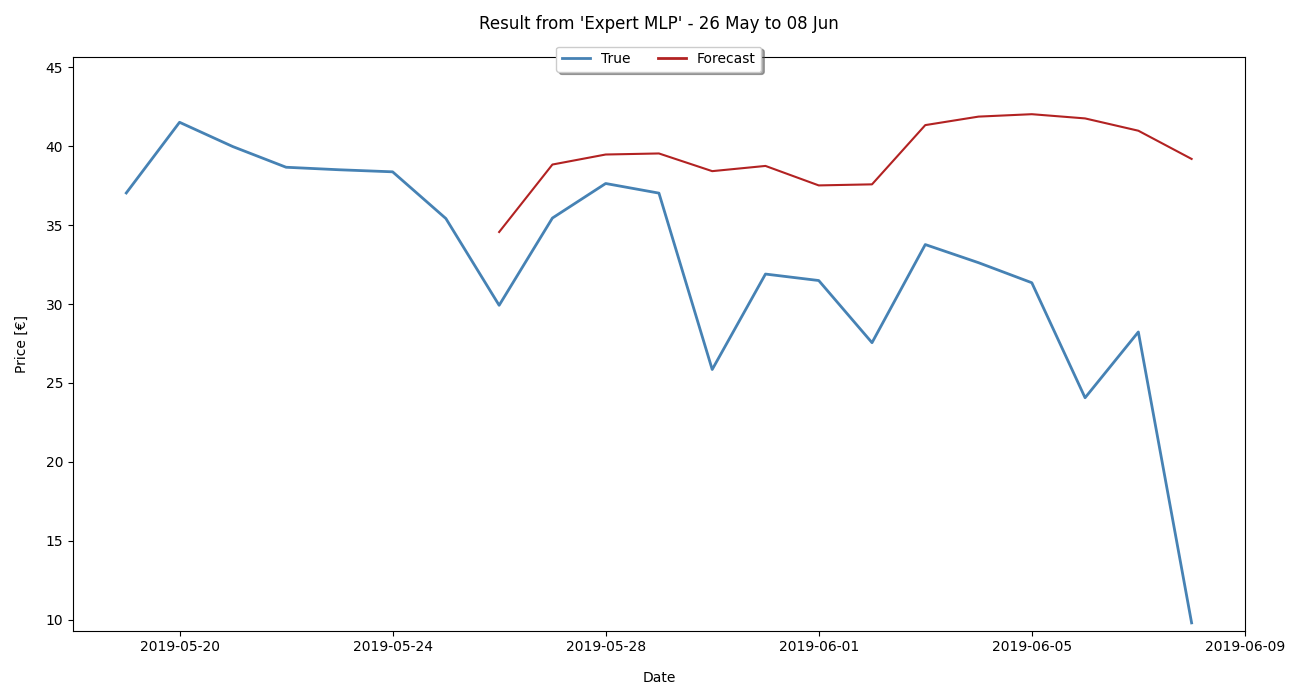 Result from 'Expert MLP' - 26 May to 08 Jun
True Forecast
45
40
35
30
25
20
15
10
Price [€]
2019-05-20 2019-05-24 2019-05-28 2019-06-01 2019-06-05 2019-06-09
Date